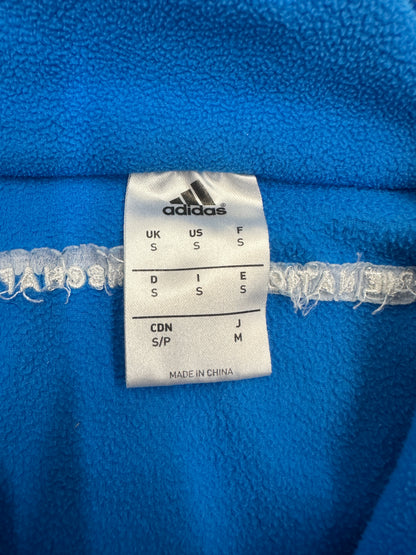 adidas
UK US F
S S S
D I E
S S S
CDN J
S/P M
MADE IN CHINA